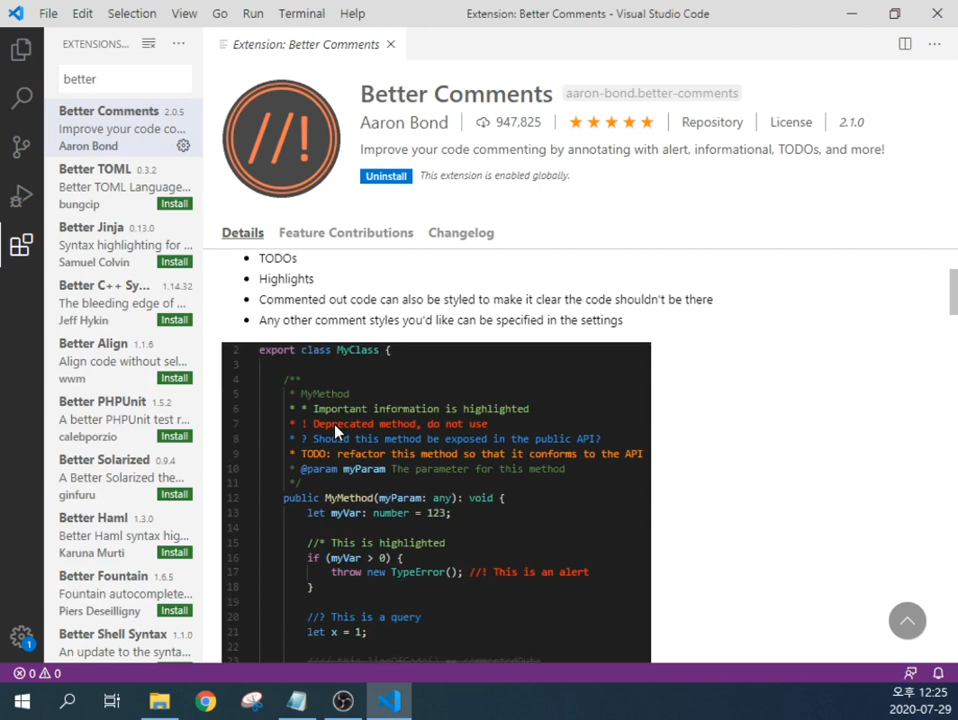 File Edit Selection View Go Run Terminal Help Extension: Better Comments - Visual Studio Code
EXTENSIONS...
better
Better Comments 2.0.5
Improve your code co...
Aaron Bond
Better TOML 0.3.2
Better TOML Language...
bungcip Install
Better Jinja 0.13.0
Syntax highlighting for ...
Samuel Colvin Install
Better C++ Sy... 1.14.32
The bleeding edge of ...
Jeff Hykin Install
Better Align 1.1.6
Align code without sel...
wwm Install
Better PHPUnit 1.5.2
A better PHPUnit test r...
calebporzio Install
Better Solarized 0.9.4
A Better Solarized the...
ginfuru Install
Better Haml 1.3.0
Better Haml syntax hig...
Karuna Murti Install
Better Fountain 1.6.5
Fountain autocomplete...
Piers Deseilligny Install
Better Shell Syntax 1.1.0
An update to the synta...
Extension: Better Comments
//!
Better Comments aaron-bond.better-comments
Aaron Bond 947,825 Repository License 2.1.0
Improve your code commenting by annotating with alert, informational, TODOs, and more!
Uninstall This extension is enabled globally.
Details Feature Contributions Changelog
• TODOs
• Highlights
• Commented out code can also be styled to make it clear the code shouldn't be there
• Any other comment styles you'd like can be specified in the settings
2 export class MyClass {
3
4 /**
5 * MyMethod
6 * * Important information is highlighted
7 * ! Deprecated method, do not use
8 * ? Should this method be exposed in the public API?
9 * TODO: refactor this method so that it conforms to the API
10 * @param myParam The parameter for this method
11 */
12 public MyMethod(myParam: any): void {
13 let myVar: number = 123;
14
15 //* This is highlighted
16 if (myVar > 0) {
17 throw new TypeError(); //! This is an alert
18 }
19
20 //? This is a query
21 let x = 1;
22
23
1
0 0
오후 12:25
2020-07-29